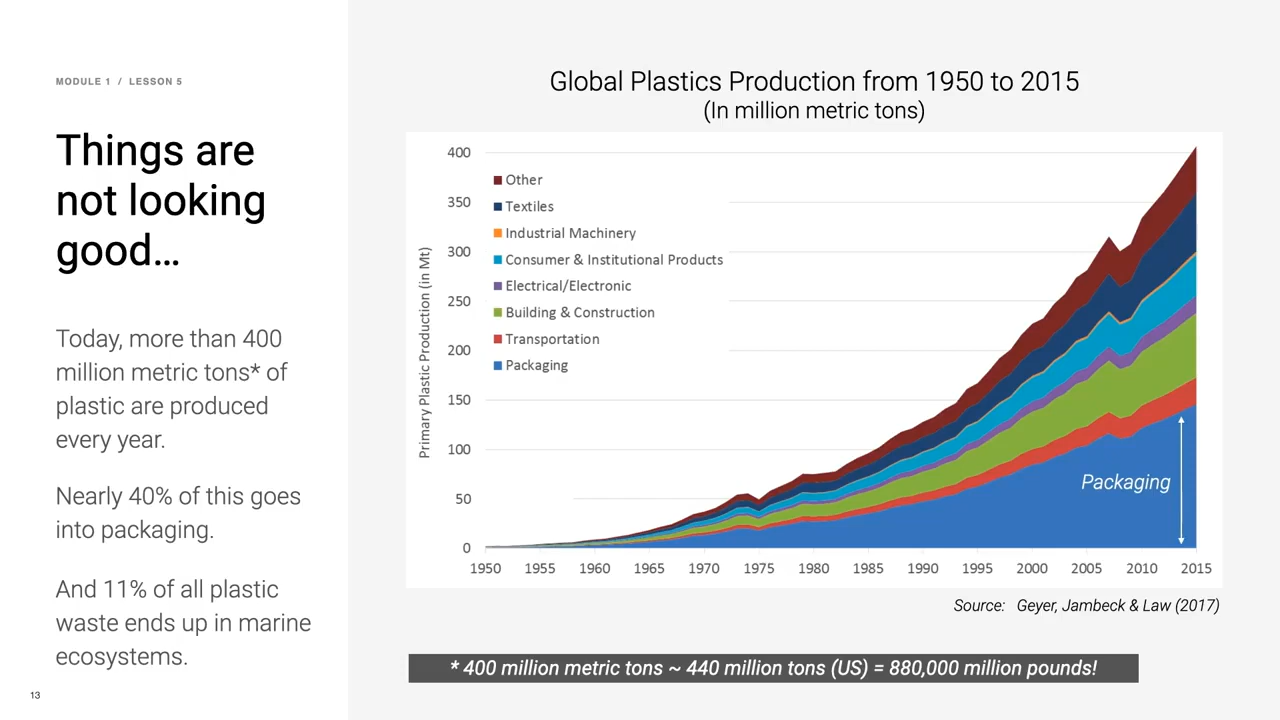 MODULE 1 / LESSON 5
Things are
not looking
good...
Today, more than 400
million metric tons* of
plastic are produced
every year.
Nearly 40% of this goes
into packaging.
And 11% of all plastic
waste ends up in marine
ecosystems.
13
Global Plastics Production from 1950 to 2015
(In million metric tons)
Primary Plastic Production (in Mt)
400
350
300
250
200
150
100
50
0
Other
Textiles
Industrial Machinery
Consumer & Institutional Products
Electrical/Electronic
Building & Construction
Transportation
Packaging
Packaging
1950 1955 1960 1965 1970 1975 1980 1985 1990 1995 2000 2005 2010 2015
Source: Geyer, Jambeck & Law (2017)
* 400 million metric tons ~ 440 million tons (US) = 880,000 million pounds!